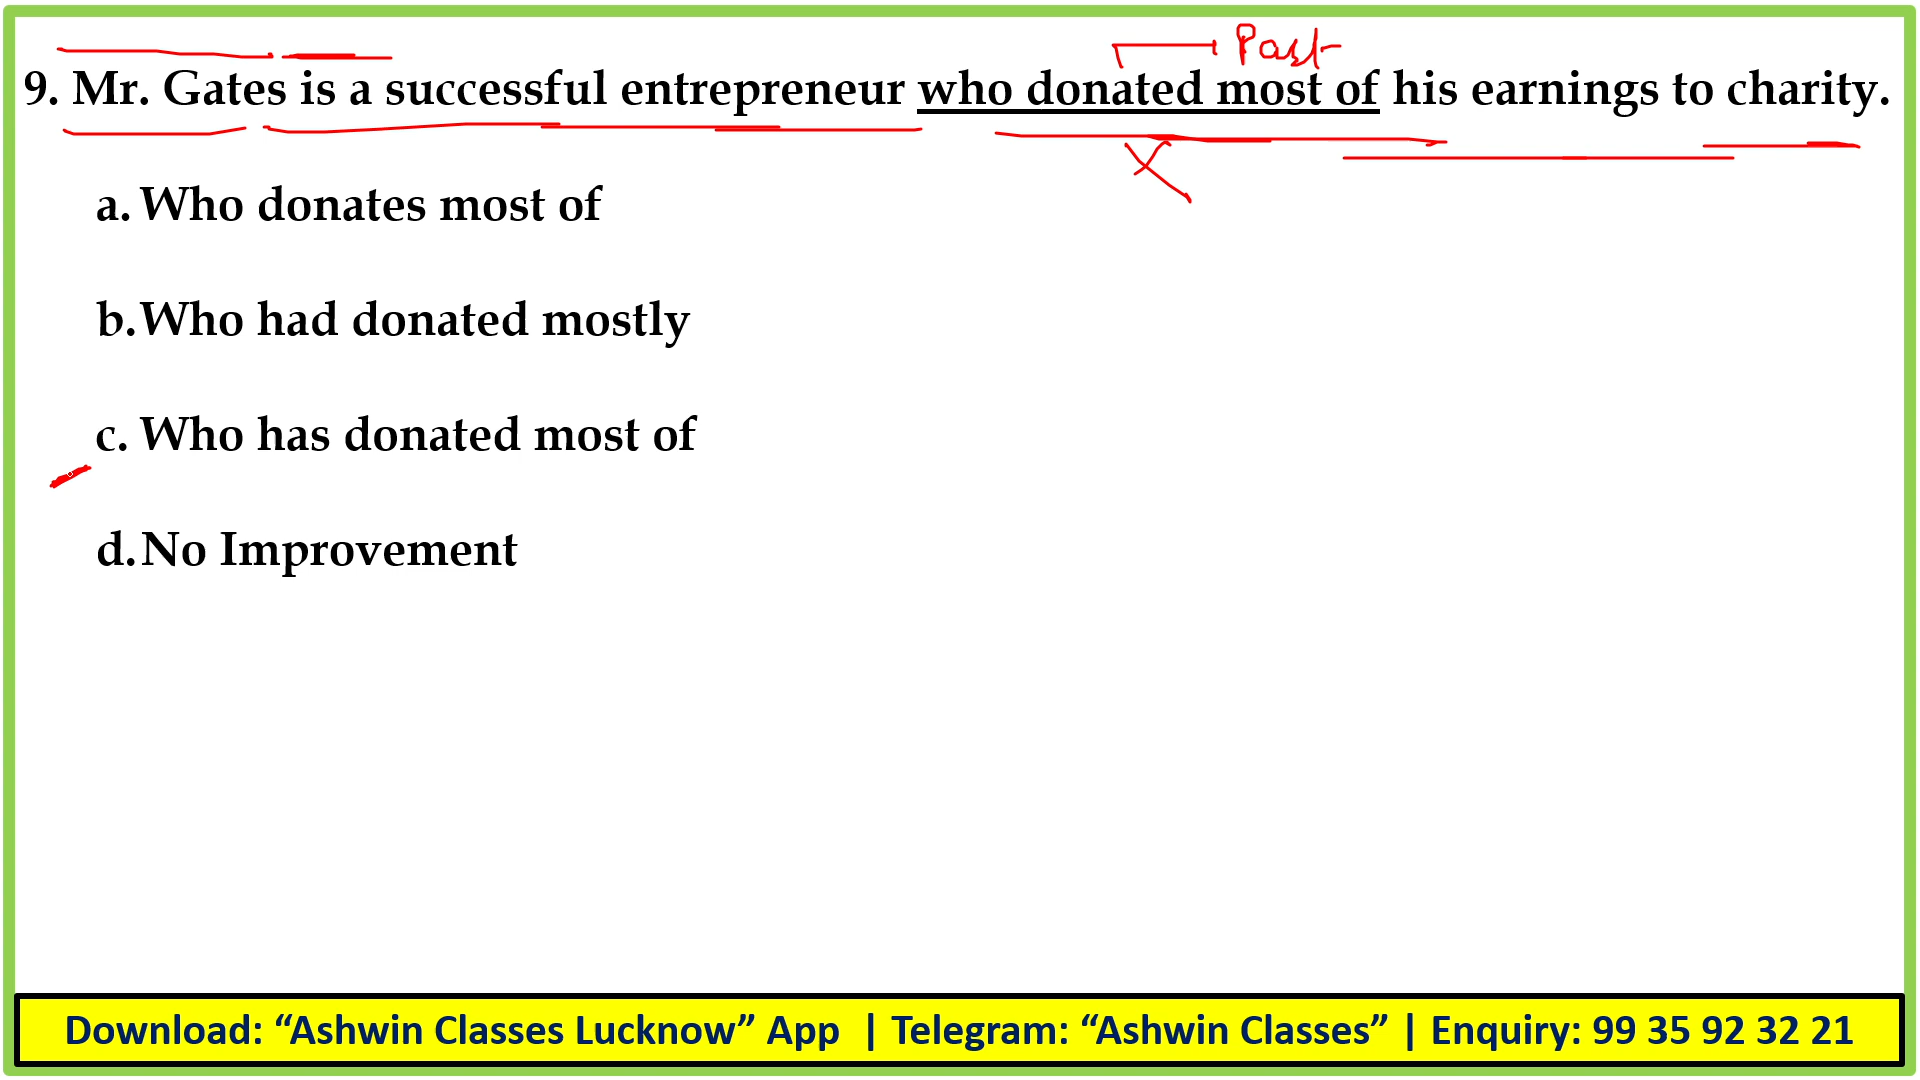 Past
9. Mr. Gates is a successful entrepreneur who donated most of his earnings to charity.
a. Who donates most of
b. Who had donated mostly
c. Who has donated most of
d. No Improvement
Download: “Ashwin Classes Lucknow” App | Telegram: “Ashwin Classes” | Enquiry: 99 35 92 32 21